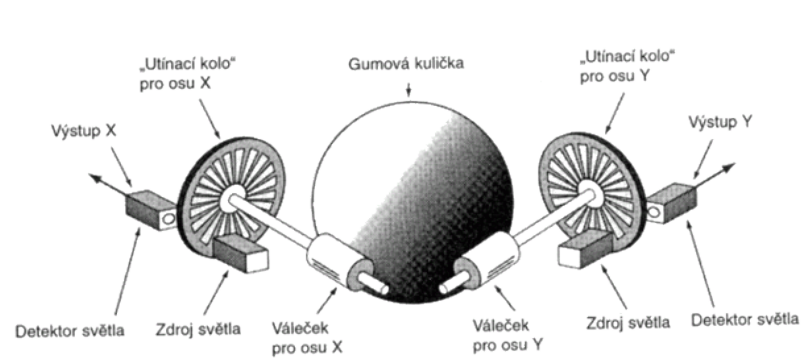 „Utínací kolo“
pro osu X
Gumová kulička
„Utínací kolo“
pro osu Y
Výstup X
Výstup Y
Detektor světla
Zdroj světla
Váleček
pro osu X
Váleček
pro osu Y
Zdroj světla
Detektor světla